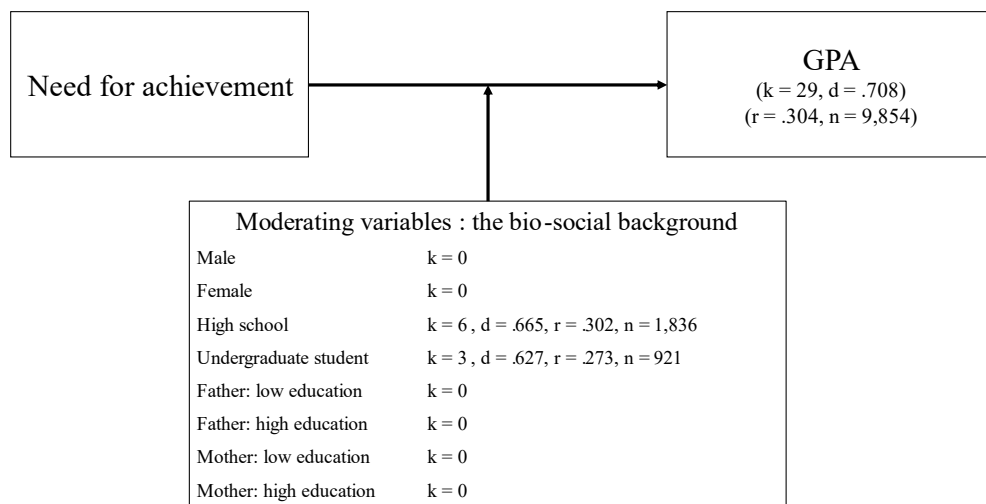 Need for achievement
GPA
(k = 29, d = .708)
(r = .304, n = 9,854)
Moderating variables : the bio-social background
Male k = 0
Female k = 0
High school k = 6 , d = .665, r = .302, n = 1,836
Undergraduate student k = 3 , d = .627, r = .273, n = 921
Father: low education k = 0
Father: high education k = 0
Mother: low education k = 0
Mother: high education k = 0